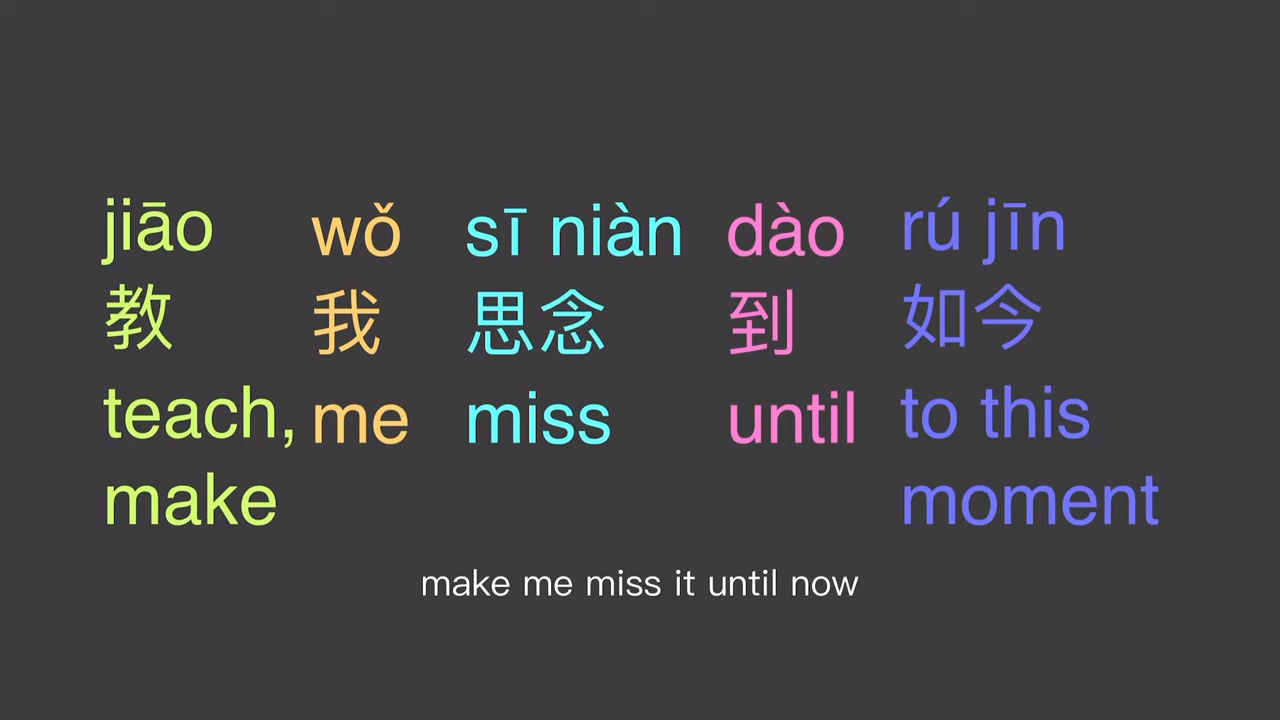 jiāo wǒ sī niàn dào rú jīn
教 我 思念 到 如今
teach, me miss until to this
make moment
make me miss it until now